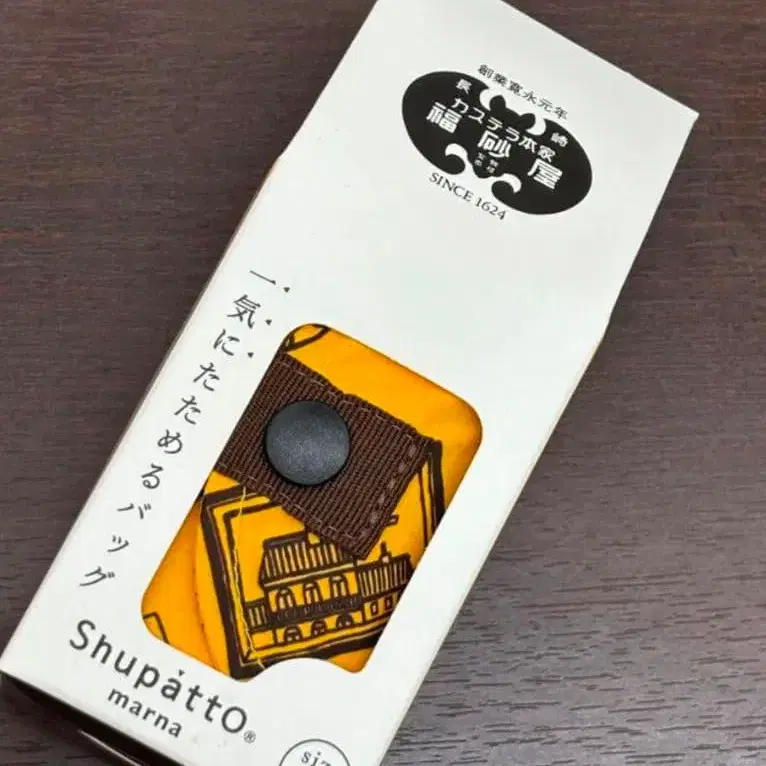 創業寛永元年
長崎
カステラ本家
福砂屋
SINCE 1624
一気にたためるバッグ
Shupatto®
marna
siz